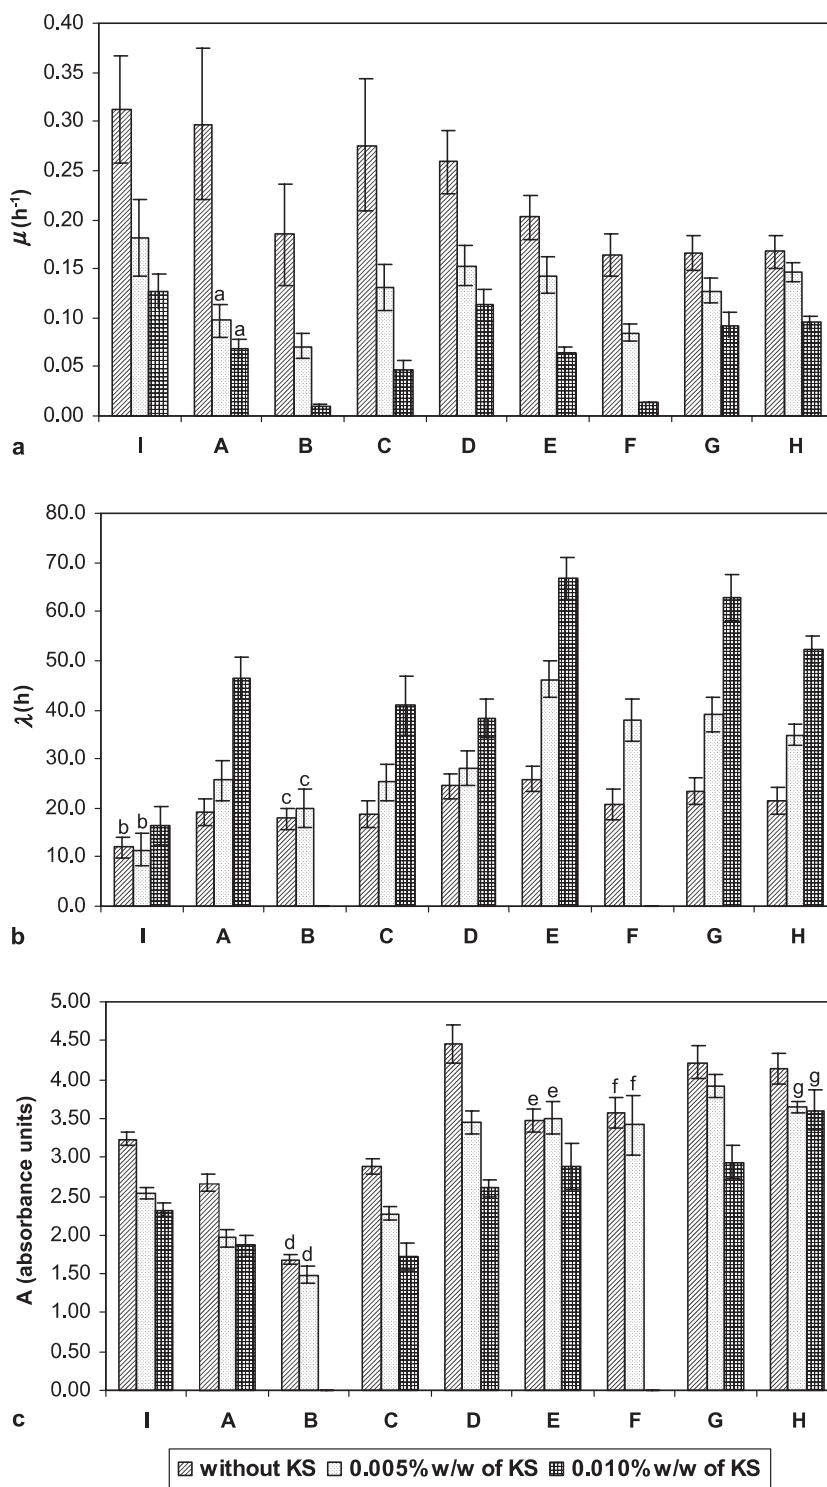 0.40
0.35
0.30
0.25
0.20
0.15
0.10
0.05
0.00
μ (h⁻¹)
a
a
I A B C D E F G H
a
80.0
70.0
60.0
50.0
40.0
30.0
20.0
10.0
0.0
λ(h)
b b
c c
I A B C D E F G H
b
5.00
4.50
4.00
3.50
3.00
2.50
2.00
1.50
1.00
0.50
0.00
A (absorbance units)
d d
e e
f f
g g
I A B C D E F G H
c
without KS 0.005% w/w of KS 0.010% w/w of KS